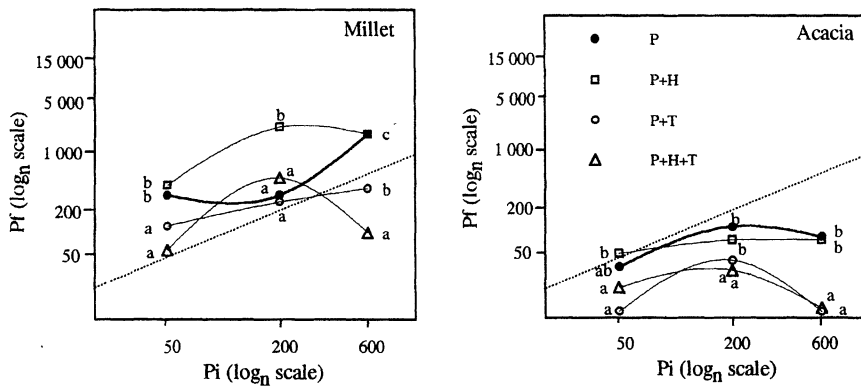 Millet
15 000
5 000
1 000
200
50
Pf (logn scale)
b
b
a
a
b
a
a
a
c
b
a
50 200 600
Pi (logn scale)
Acacia
P
P+H
P+T
P+H+T
15 000
5 000
1 000
200
50
Pf (logn scale)
b
ab
a
a
b
b
a
a
b
b
a
a
50 200 600
Pi (logn scale)